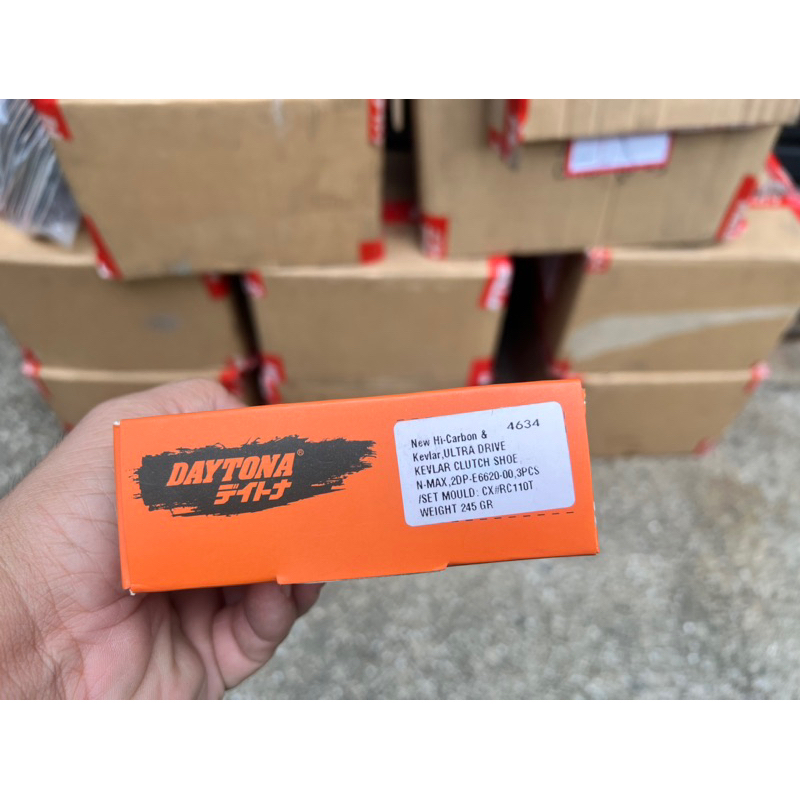 DAYTONA®
デイトナ
4634
New Hi-Carbon &
Kevlar,ULTRA DRIVE
KEVLAR CLUTCH SHOE
N-MAX,2DP-E6620-00,3PCS
/SET MOULD: CX#RC110T
WEIGHT 245 GR